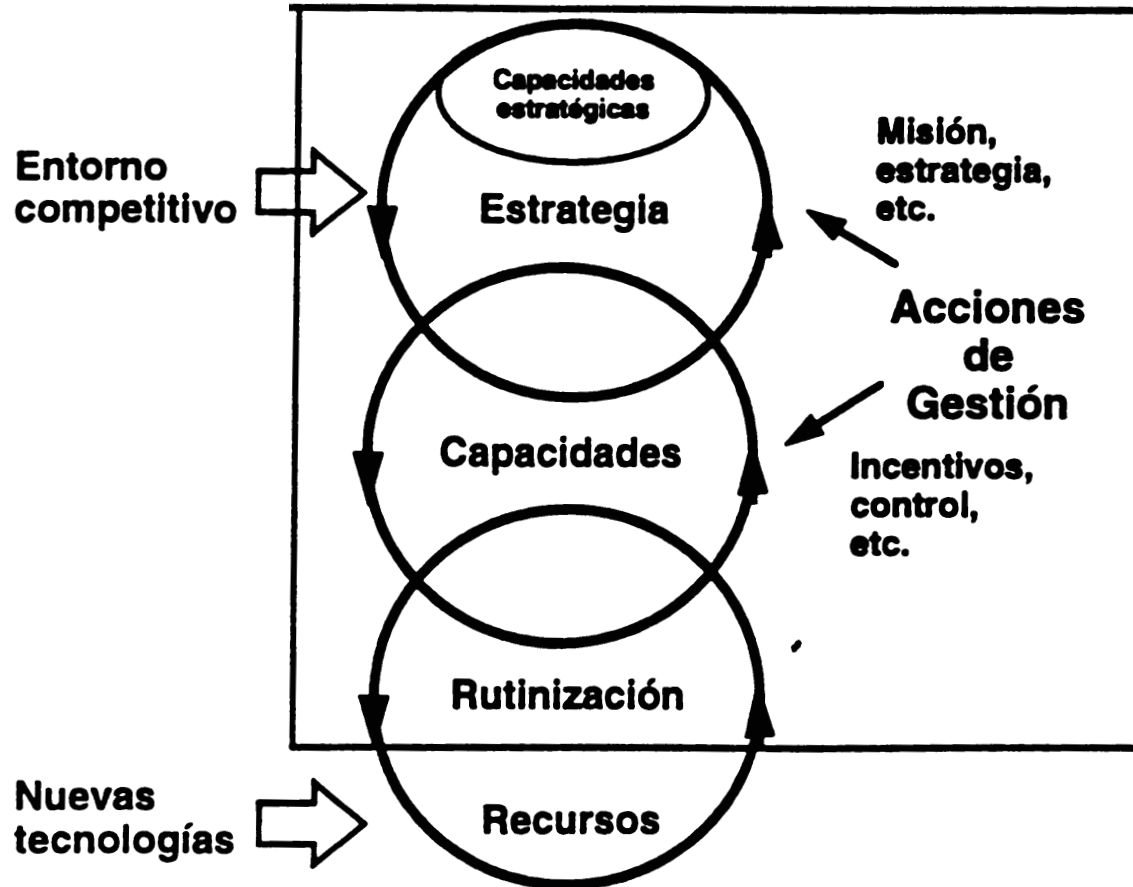 Capacidades
estratégicas
Entorno
competitivo
Estrategia
Misión,
estrategia,
etc.
Acciones
de
Gestión
Capacidades
Incentivos,
control,
etc.
Rutinización
Nuevas
tecnologías
Recursos